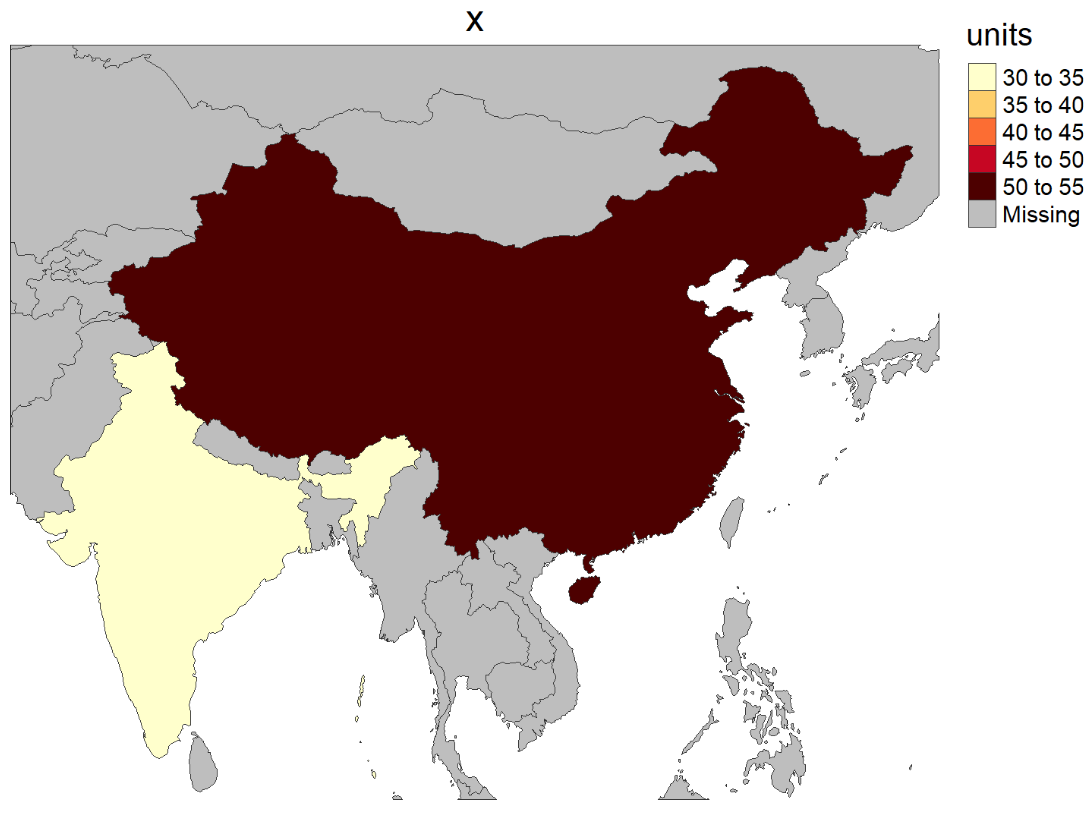 x
units
30 to 35
35 to 40
40 to 45
45 to 50
50 to 55
Missing